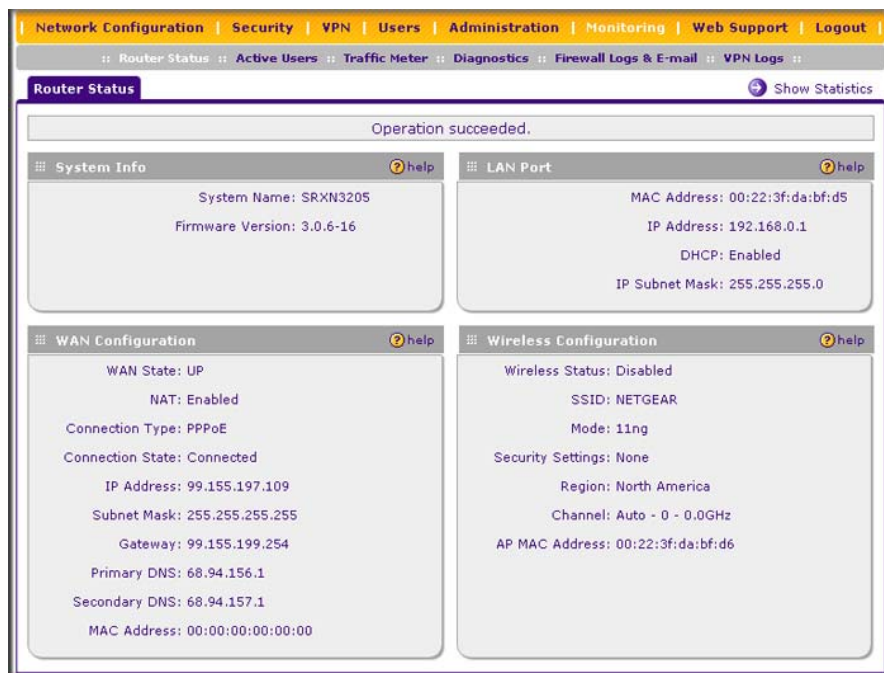 Network Configuration | Security | VPN | Users | Administration | Monitoring | Web Support | Logout
:: Router Status :: Active Users :: Traffic Meter :: Diagnostics :: Firewall Logs & E-mail :: VPN Logs ::
Router Status
Show Statistics
Operation succeeded.
System Info
help
System Name: SRXN3205
Firmware Version: 3.0.6-16
LAN Port
help
MAC Address: 00:22:3f:da:bf:d5
IP Address: 192.168.0.1
DHCP: Enabled
IP Subnet Mask: 255.255.255.0
WAN Configuration
help
WAN State: UP
NAT: Enabled
Connection Type: PPPoE
Connection State: Connected
IP Address: 99.155.197.109
Subnet Mask: 255.255.255.255
Gateway: 99.155.199.254
Primary DNS: 68.94.156.1
Secondary DNS: 68.94.157.1
MAC Address: 00:00:00:00:00:00
Wireless Configuration
help
Wireless Status: Disabled
SSID: NETGEAR
Mode: 11ng
Security Settings: None
Region: North America
Channel: Auto - 0 - 0.0GHz
AP MAC Address: 00:22:3f:da:bf:d6